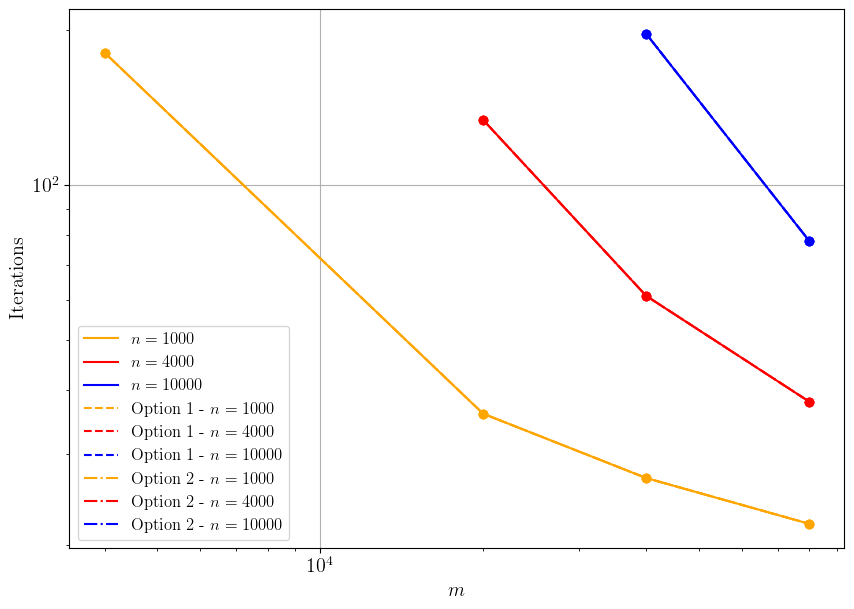 10^2
Iterations
n = 1000
n = 4000
n = 10000
Option 1 - n = 1000
Option 1 - n = 4000
Option 1 - n = 10000
Option 2 - n = 1000
Option 2 - n = 4000
Option 2 - n = 10000
10^4
m